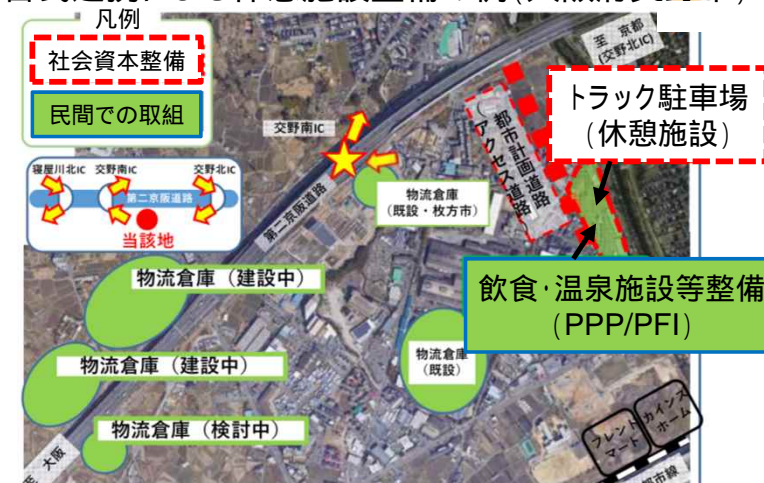 凡例
社会資本整備
民間での取組
至 京都
(交野北IC)
トラック駐車場
(休憩施設)
交野南IC
都市計画道路
アクセス道路
寝屋川北IC 交野南IC 交野北IC
第二京阪道路
当該地
第二京阪道路
物流倉庫
(既設・枚方市)
物流倉庫 (建設中)
飲食・温泉施設等整備
(PPP/PFI)
物流倉庫 (建設中)
物流倉庫
(既設)
物流倉庫 (検討中)
フレンド
マート
カインズ
ホーム
至 大阪
都市線